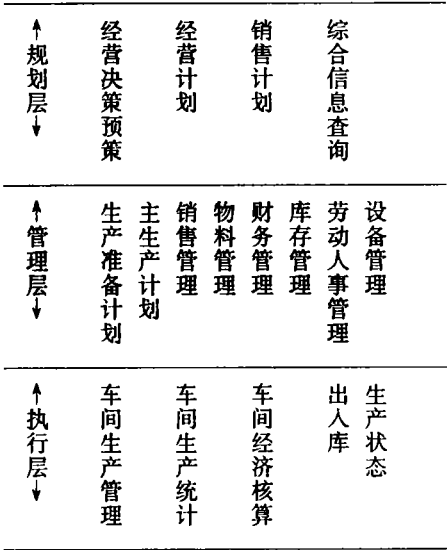 ↑规划层↓
经营决策预策
经营计划
销售计划
综合信息查询
↑管理层↓
生产准备计划
主生产计划
销售管理
物料管理
财务管理
库存管理
劳动人事管理
设备管理
↑执行层↓
车间生产管理
车间生产统计
车间经济核算
出入库
生产状态